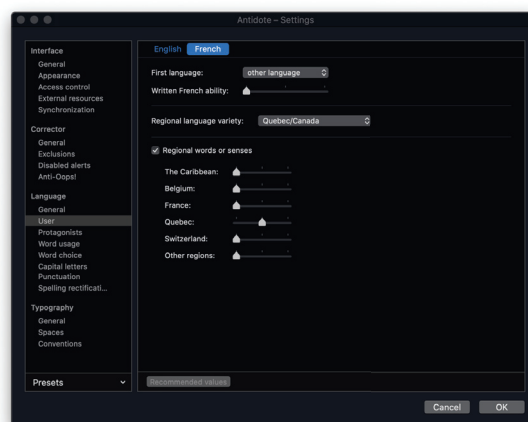 Antidote – Settings
Interface
General
Appearance
Access control
External resources
Synchronization
Corrector
General
Exclusions
Disabled alerts
Anti-Oops!
Language
General
User
Protagonists
Word usage
Word choice
Capital letters
Punctuation
Spelling rectificati...
Typography
General
Spaces
Conventions
Presets
English French
First language: other language
Written French ability:
Regional language variety: Quebec/Canada
Regional words or senses
The Caribbean:
Belgium:
France:
Quebec:
Switzerland:
Other regions:
Recommended values
Cancel OK